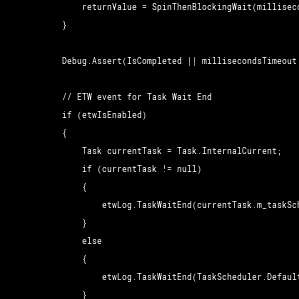 returnValue = SpinThenBlockingWait(millisec
}
Debug.Assert(IsCompleted || millisecondsTimeout
// ETW event for Task Wait End
if (etwIsEnabled)
{
Task currentTask = Task.InternalCurrent;
if (currentTask != null)
{
etwLog.TaskWaitEnd(currentTask.m_taskSch
}
else
{
etwLog.TaskWaitEnd(TaskScheduler.Default
}